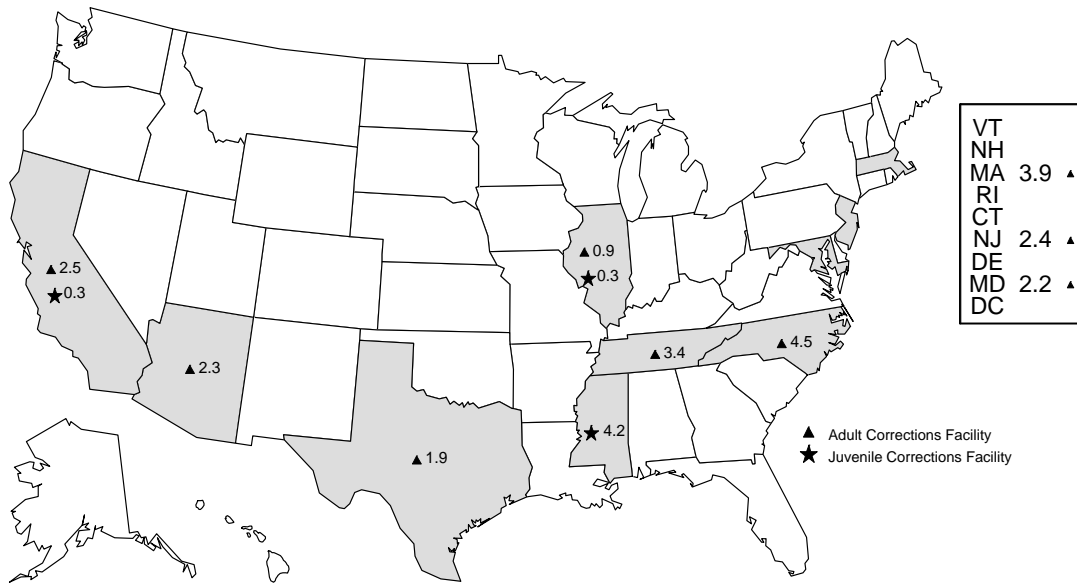 VT
NH
MA 3.9
RI
CT
NJ 2.4
DE
MD 2.2
DC
0.9
0.3
2.5
0.3
4.5
3.4
2.3
4.2
1.9
Adult Corrections Facility
Juvenile Corrections Facility